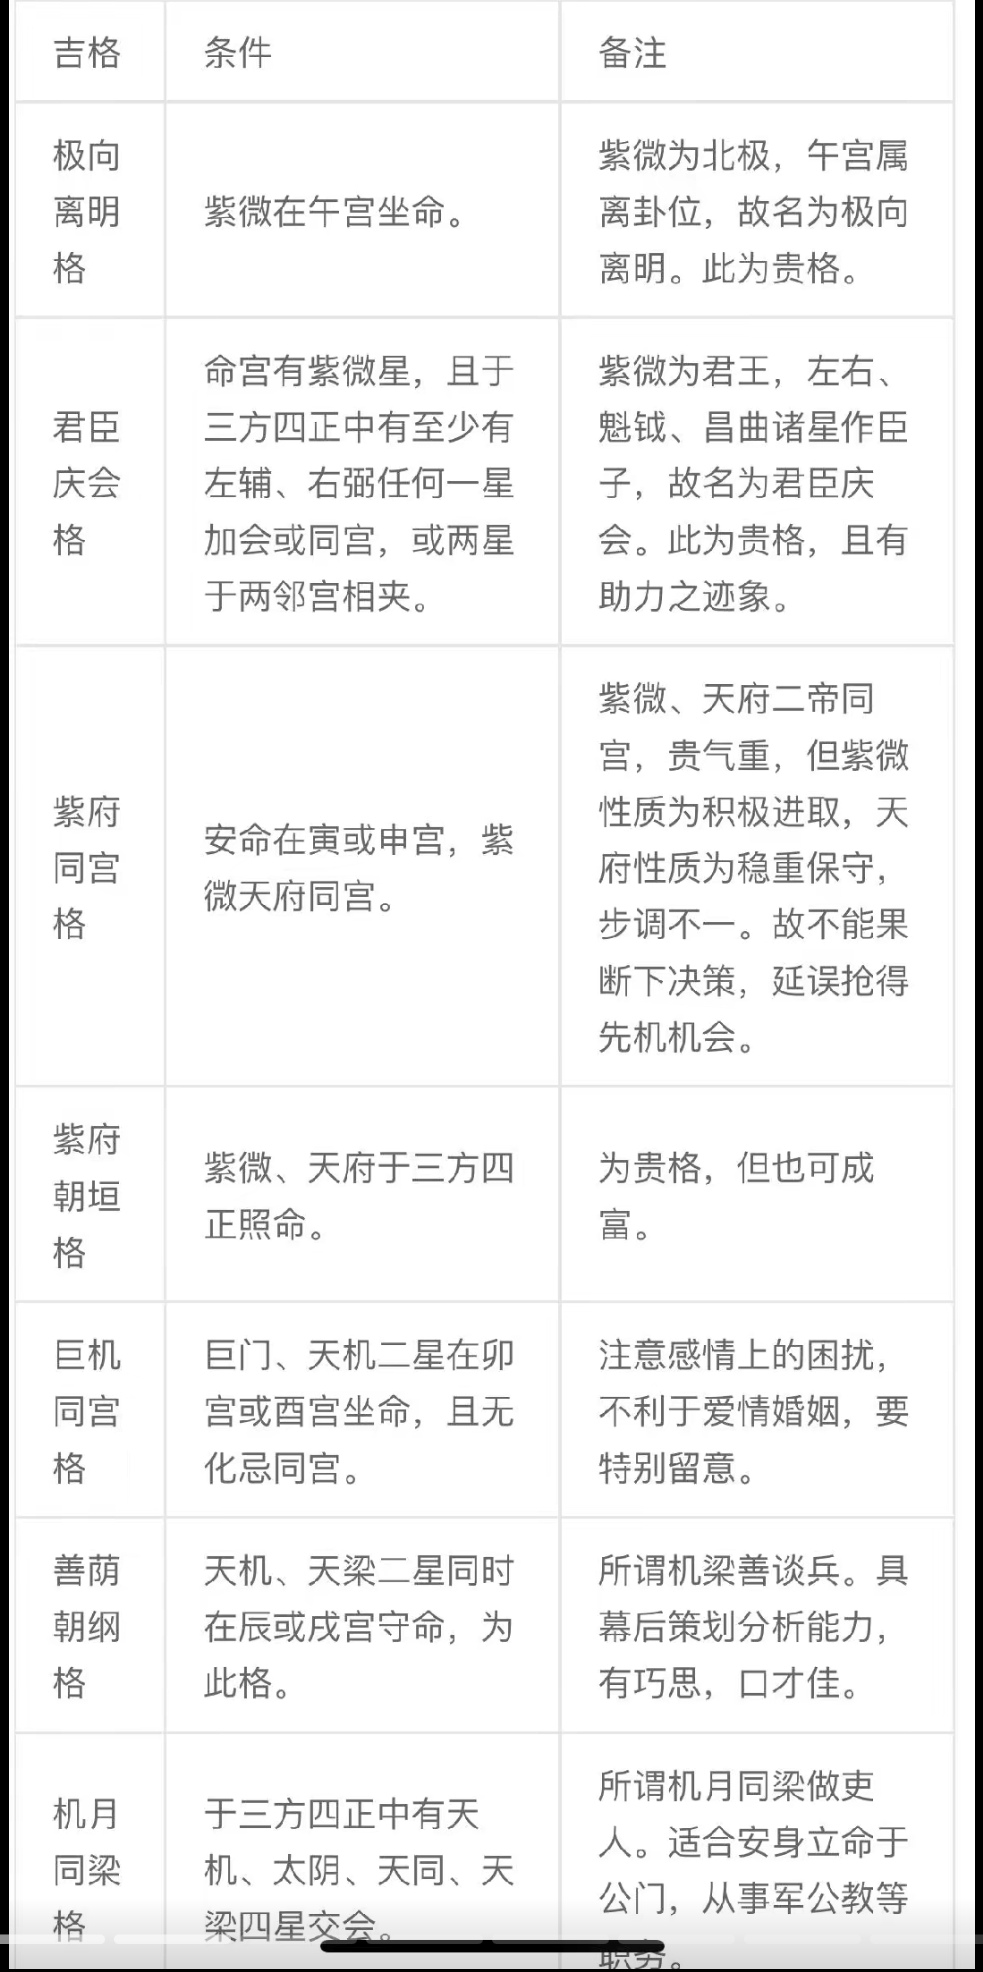 吉格
条件
备注
极向
离明
格
紫微在午宫坐命。
紫微为北极，午宫属
离卦位，故名为极向
离明。此为贵格。
君臣
庆会
格
命宫有紫微星，且于
三方四正中有至少有
左辅、右弼任何一星
加会或同宫，或两星
于两邻宫相夹。
紫微为君王，左右、
魁钺、昌曲诸星作臣
子，故名为君臣庆
会。此为贵格，且有
助力之迹象。
紫府
同宫
格
安命在寅或申宫，紫
微天府同宫。
紫微、天府二帝同
宫，贵气重，但紫微
性质为积极进取，天
府性质为稳重保守，
步调不一。故不能果
断下决策，延误抢得
先机机会。
紫府
朝垣
格
紫微、天府于三方四
正照命。
为贵格，但也可成
富。
巨机
同宫
格
巨门、天机二星在卯
宫或酉宫坐命，且无
化忌同宫。
注意感情上的困扰，
不利于爱情婚姻，要
特别留意。
善荫
朝纲
格
天机、天梁二星同时
在辰或戌宫守命，为
此格。
所谓机梁善谈兵。具
幕后策划分析能力，
有巧思，口才佳。
机月
同梁
格
于三方四正中有天
机、太阴、天同、天
梁四星交会。
所谓机月同梁做吏
人。适合安身立命于
公门，从事军公教等
职务。